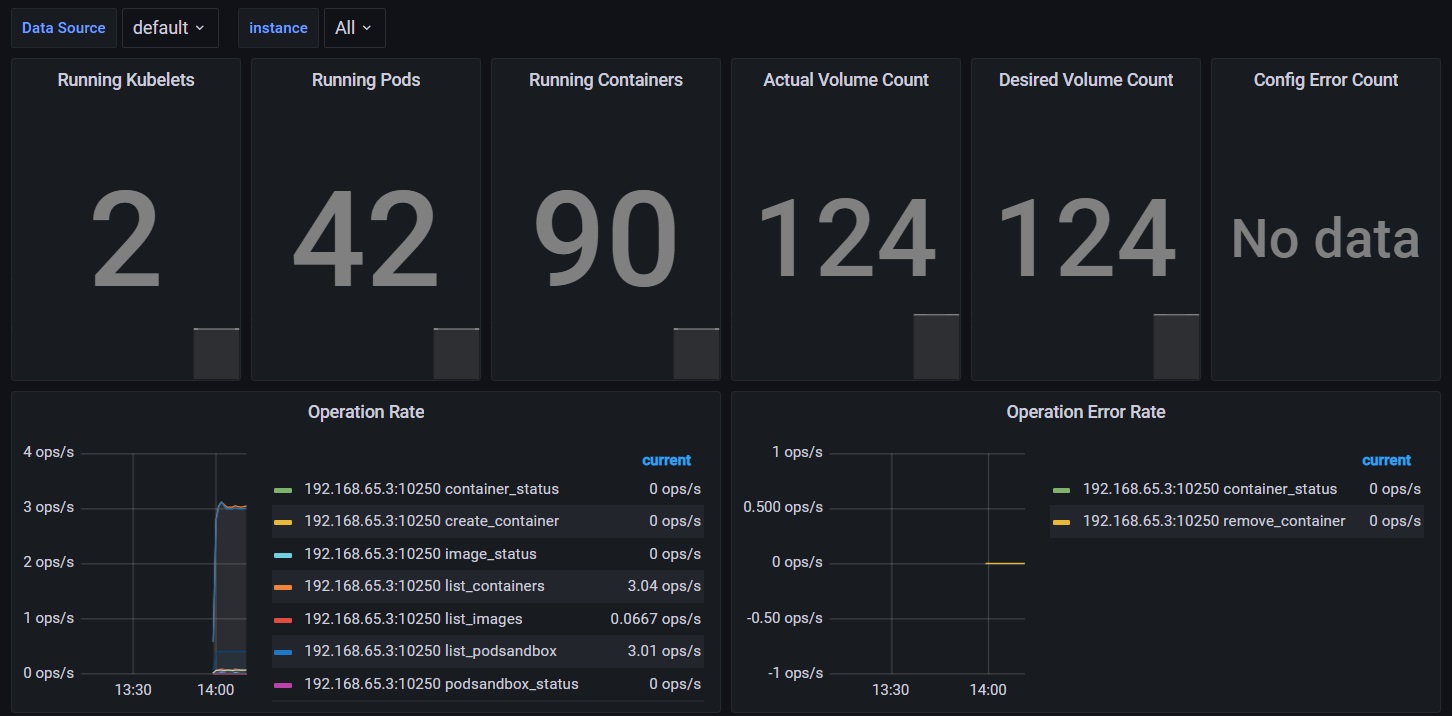 Data Source default instance All
Running Kubelets
2
Running Pods
42
Running Containers
90
Actual Volume Count
124
Desired Volume Count
124
Config Error Count
No data
Operation Rate
4 ops/s
3 ops/s
2 ops/s
1 ops/s
0 ops/s
13:30 14:00
current
192.168.65.3:10250 container_status 0 ops/s
192.168.65.3:10250 create_container 0 ops/s
192.168.65.3:10250 image_status 0 ops/s
192.168.65.3:10250 list_containers 3.04 ops/s
192.168.65.3:10250 list_images 0.0667 ops/s
192.168.65.3:10250 list_podsandbox 3.01 ops/s
192.168.65.3:10250 podsandbox_status 0 ops/s
Operation Error Rate
1 ops/s
0.500 ops/s
0 ops/s
-0.50 ops/s
-1 ops/s
13:30 14:00
current
192.168.65.3:10250 container_status 0 ops/s
192.168.65.3:10250 remove_container 0 ops/s